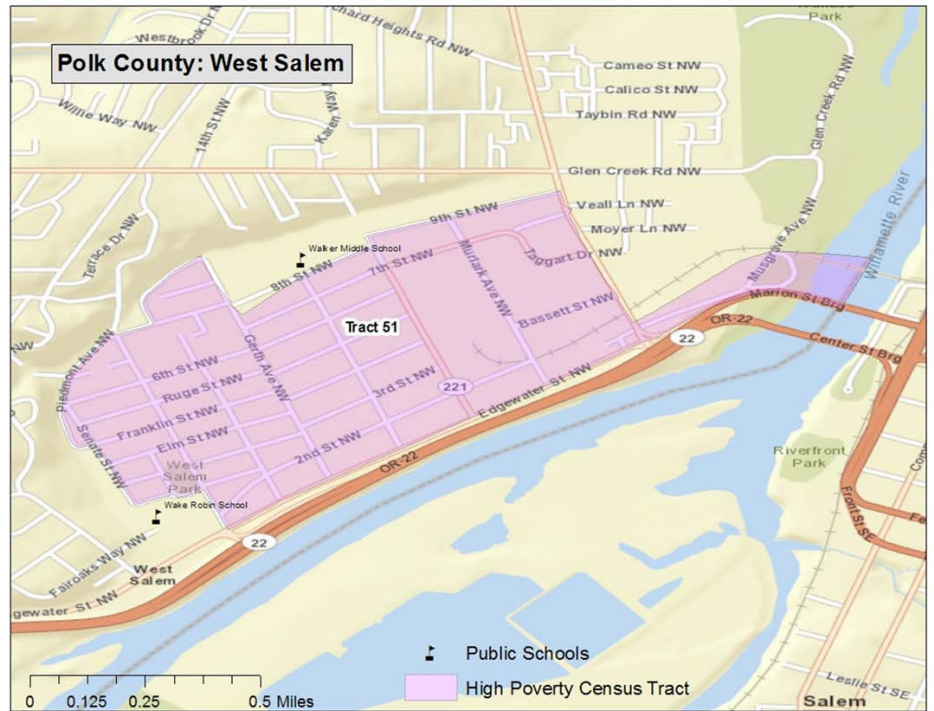 Polk County: West Salem
Westbrook Dr N
chard Heights Rd NW
Park
Willie Way NW
14th St NW
Karen Way
Cameo St NW
Calico St NW
Taybin Rd NW
Glen Creek Rd NW
Glen Creek Rd NW
Willamette River
Terrace Dr NW
9th St NW
Veall Ln NW
Moyer Ln NW
Walker Middle School
8th St NW
7th St NW
Murlark Ave NW
Taggart Dr NW
Musgrave Ave NW
Bassett St NW
Marion St Brg
Tract 51
OR-22
22
Center St Brg
NW
Piedmont Ave NW
6th St NW
Gerth Ave NW
Ruge St NW
3rd St NW
221
Edgewater St NW
Franklin St NW
Elm St NW
2nd St NW
OR-22
Senate St NW
West
Salem
Park
Riverfront
Park
Com
Wake Robin School
Front St SE
Fe
22
Fairoaks Way NW
West
Salem
gewater St NW
Public Schools
High Poverty Census Tract
0 0.125 0.25 0.5 Miles
Leslie St SE
Salem